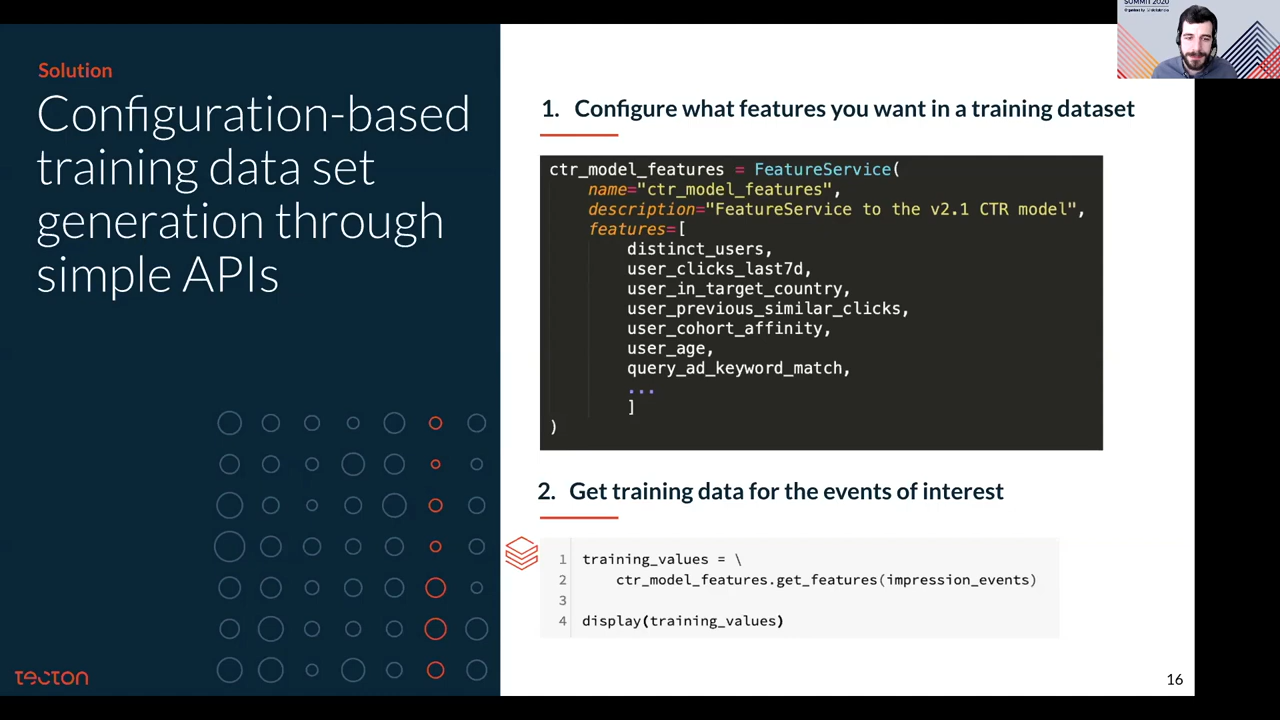 SUMMIT 2020
Solution
Configuration-based
training data set
generation through
simple APIs
1. Configure what features you want in a training dataset
ctr_model_features = FeatureService(
name="ctr_model_features",
description="FeatureService to the v2.1 CTR model",
features=[
distinct_users,
user_clicks_last7d,
user_in_target_country,
user_previous_similar_clicks,
user_cohort_affinity,
user_age,
query_ad_keyword_match,
...
]
)
2. Get training data for the events of interest
1 training_values = \
2 ctr_model_features.get_features(impression_events)
3
4 display(training_values)
tecton
16